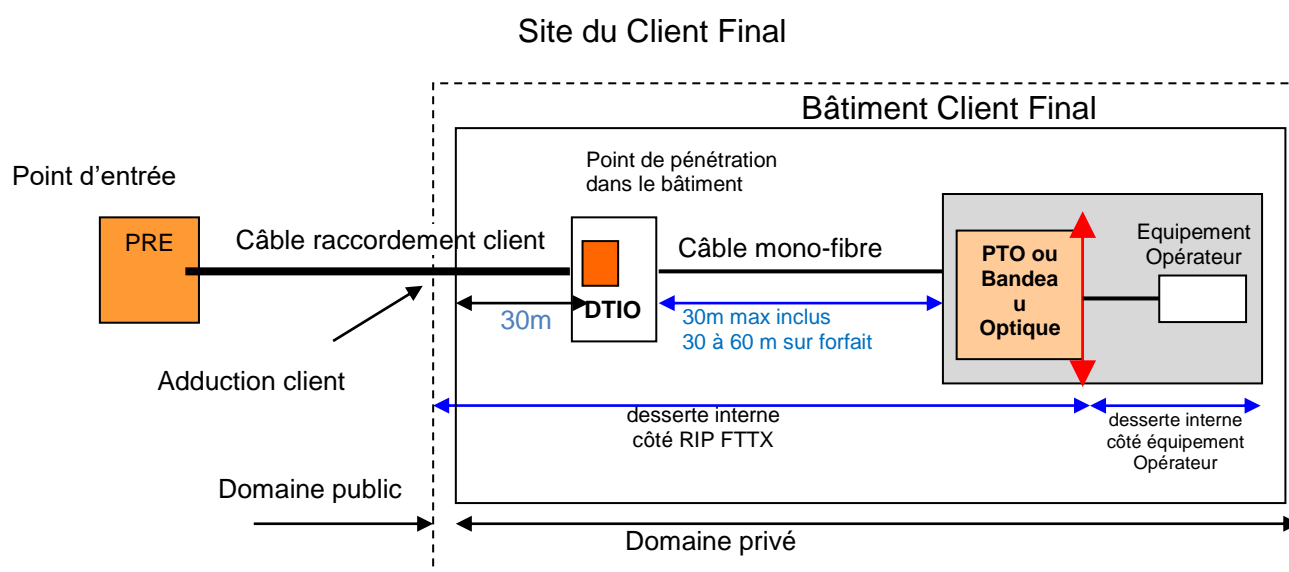 Site du Client Final
Bâtiment Client Final
Point de pénétration
dans le bâtiment
Point d'entrée
PRE
Câble raccordement client
Câble mono-fibre
PTO ou
Bandea
u
Optique
Equipement
Opérateur
30m
DTIO
30m max inclus
30 à 60 m sur forfait
Adduction client
desserte interne
côté RIP FTTX
desserte interne
côté équipement
Opérateur
Domaine public
Domaine privé